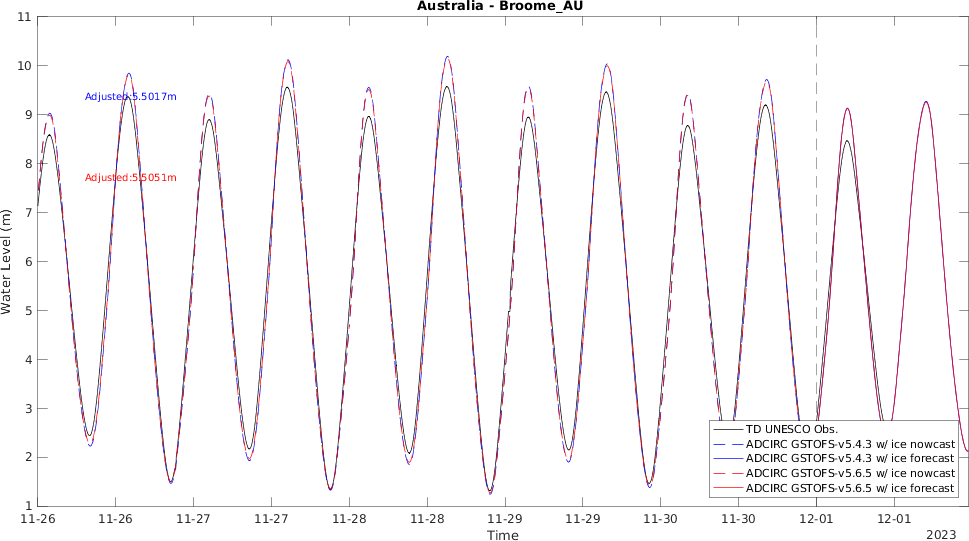 Australia - Broome_AU
11
10
9
8
7
6
5
4
3
2
1
Water Level (m)
Adjusted:5.5017m
Adjusted:5.5051m
TD UNESCO Obs.
ADCIRC GSTOFS-v5.4.3 w/ ice nowcast
ADCIRC GSTOFS-v5.4.3 w/ ice forecast
ADCIRC GSTOFS-v5.6.5 w/ ice nowcast
ADCIRC GSTOFS-v5.6.5 w/ ice forecast
11-26 11-26 11-27 11-27 11-28 11-28 11-29 11-29 11-30 11-30 12-01 12-01
Time
2023